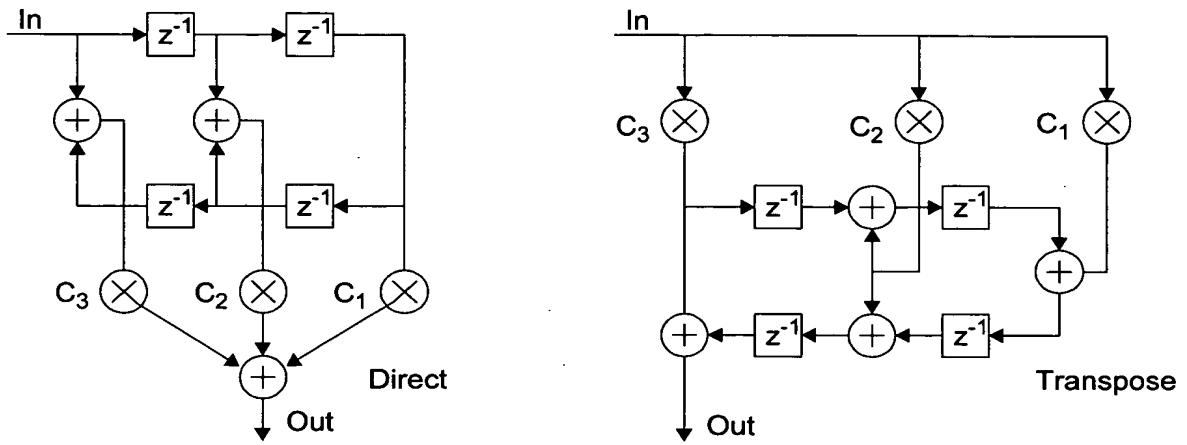 In
z⁻¹
z⁻¹
+
+
z⁻¹
z⁻¹
C₃
×
C₂
×
C₁
×
+
Direct
Out
In
C₃
×
C₂
×
C₁
×
z⁻¹
+
z⁻¹
+
+
z⁻¹
+
z⁻¹
Transpose
Out